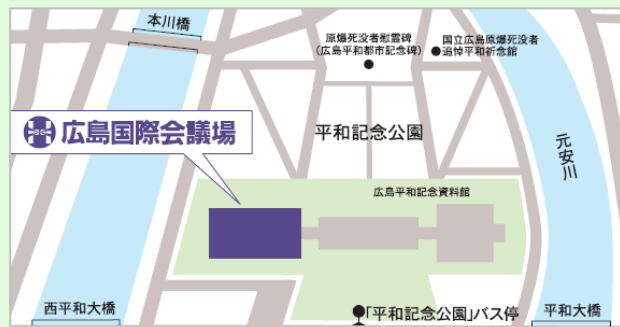 本川橋
原爆死没者慰霊碑
(広島平和都市記念碑)
国立広島原爆死没者
追悼平和祈念館
広島国際会議場
平和記念公園
元安川
広島平和記念資料館
西平和大橋
「平和記念公園」バス停
平和大橋